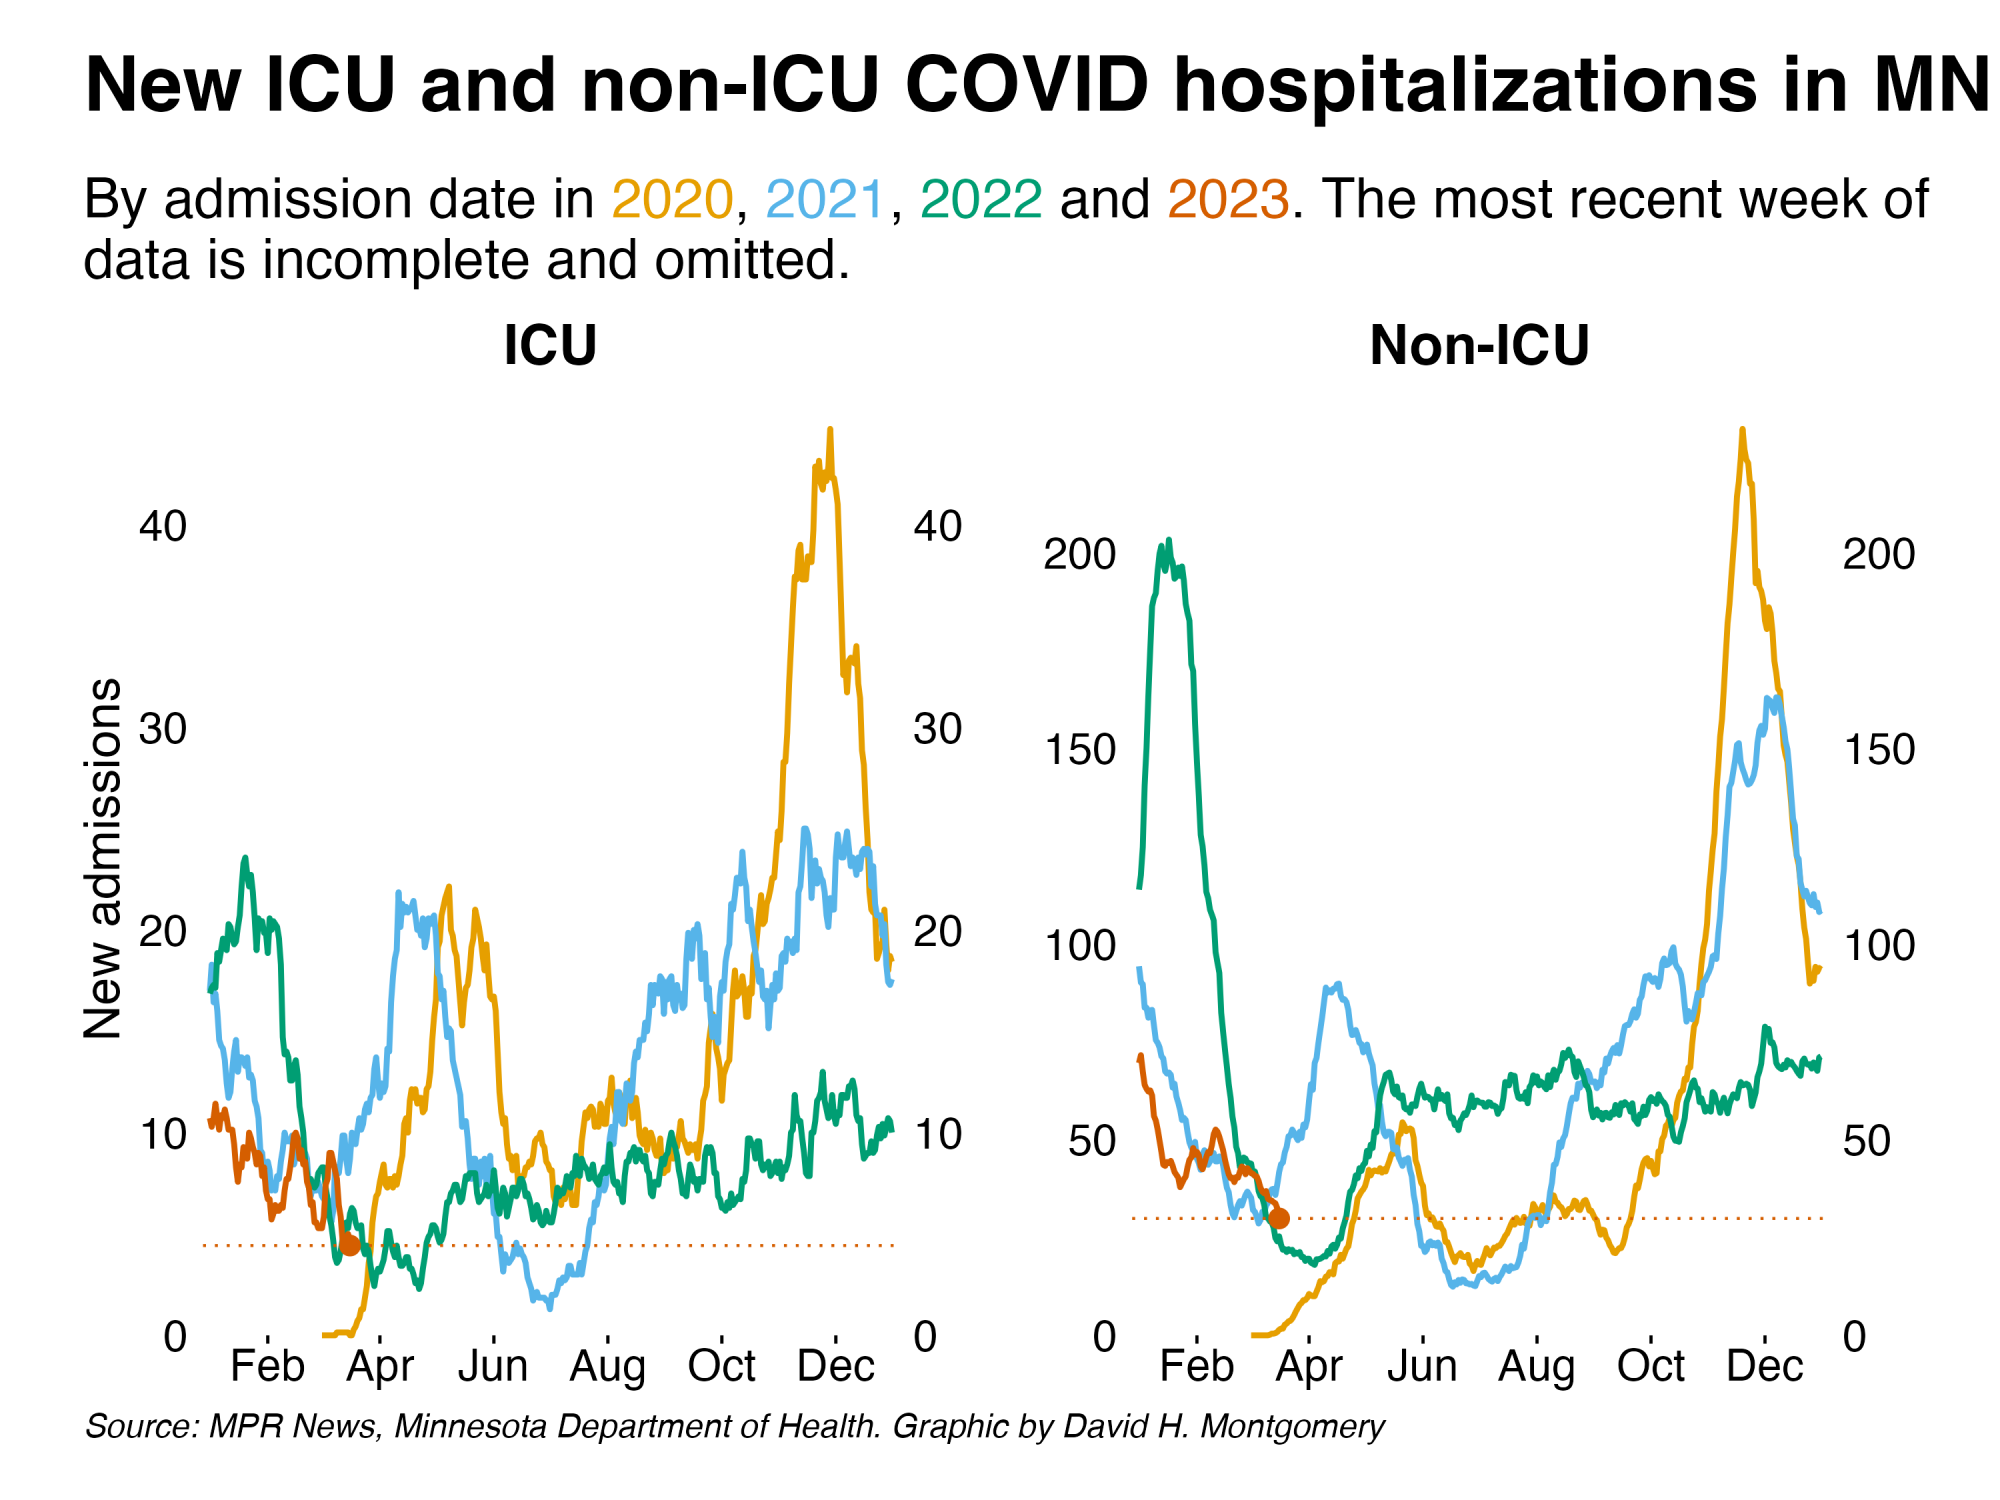 New ICU and non-ICU COVID hospitalizations in MN
By admission date in 2020, 2021, 2022 and 2023. The most recent week of
data is incomplete and omitted.
ICU
Non-ICU
New admissions
40
30
20
10
0
40
30
20
10
0
Feb Apr Jun Aug Oct Dec
200
150
100
50
0
200
150
100
50
0
Feb Apr Jun Aug Oct Dec
Source: MPR News, Minnesota Department of Health. Graphic by David H. Montgomery